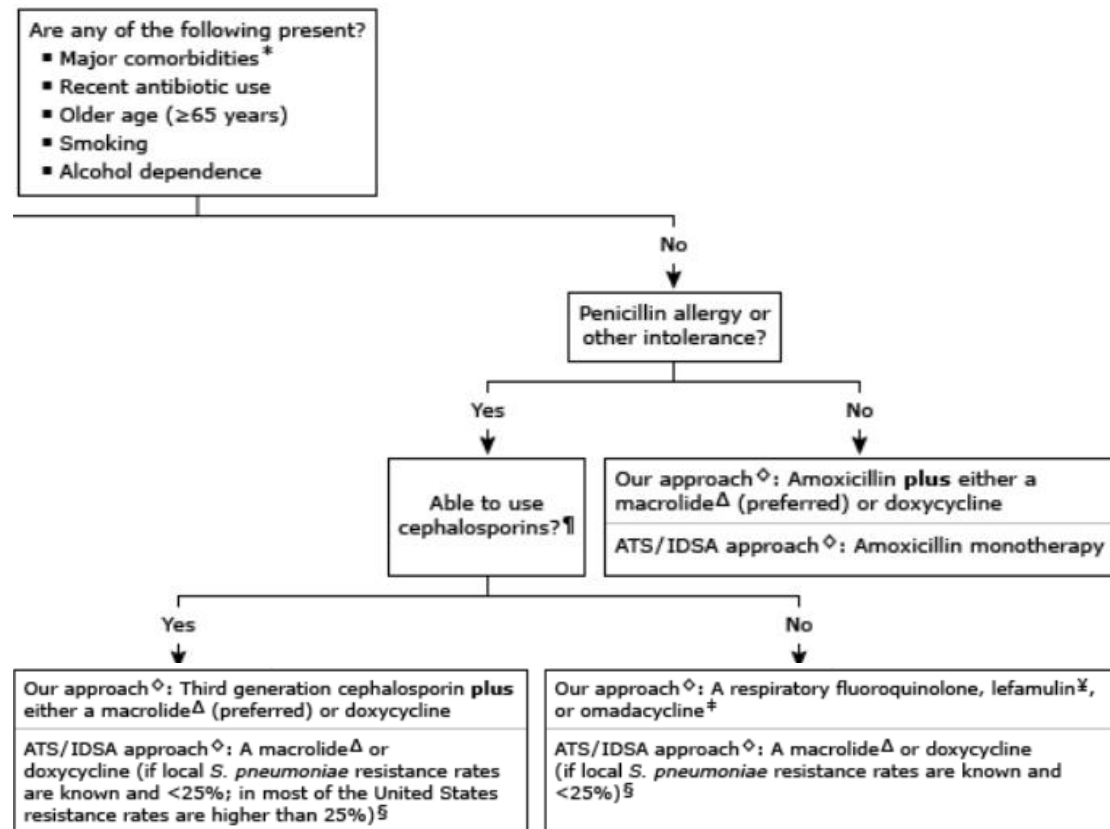 Are any of the following present?
▪ Major comorbidities*
▪ Recent antibiotic use
▪ Older age (≥65 years)
▪ Smoking
▪ Alcohol dependence
No
Penicillin allergy or
other intolerance?
Yes
No
Able to use
cephalosporins?¶
Our approach◇: Amoxicillin plus either a
macrolideΔ (preferred) or doxycycline
ATS/IDSA approach◇: Amoxicillin monotherapy
Yes
No
Our approach◇: Third generation cephalosporin plus
either a macrolideΔ (preferred) or doxycycline
ATS/IDSA approach◇: A macrolideΔ or
doxycycline (if local S. pneumoniae resistance rates
are known and <25%; in most of the United States
resistance rates are higher than 25%)§
Our approach◇: A respiratory fluoroquinolone, lefamulin¥,
or omadacycline‡
ATS/IDSA approach◇: A macrolideΔ or doxycycline
(if local S. pneumoniae resistance rates are known and
<25%)§